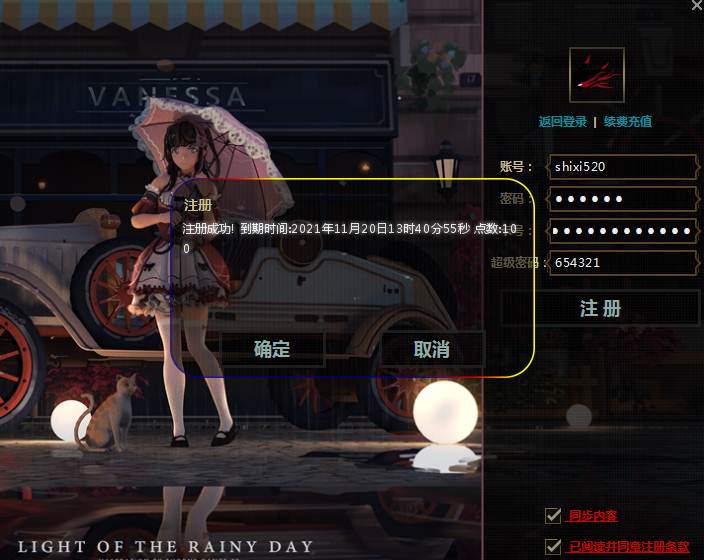 VANESSA
返回登录 | 续费充值
账号： shixi520
密码： ●●●●●●
号： ●●●●●●●●●●●●
超级密码： 654321
注册
注册
注册成功! 到期时间:2021年11月20日13时40分55秒 点数:10
0
确定
取消
同步内容
已阅读并同意注册条款
LIGHT OF THE RAINY DAY